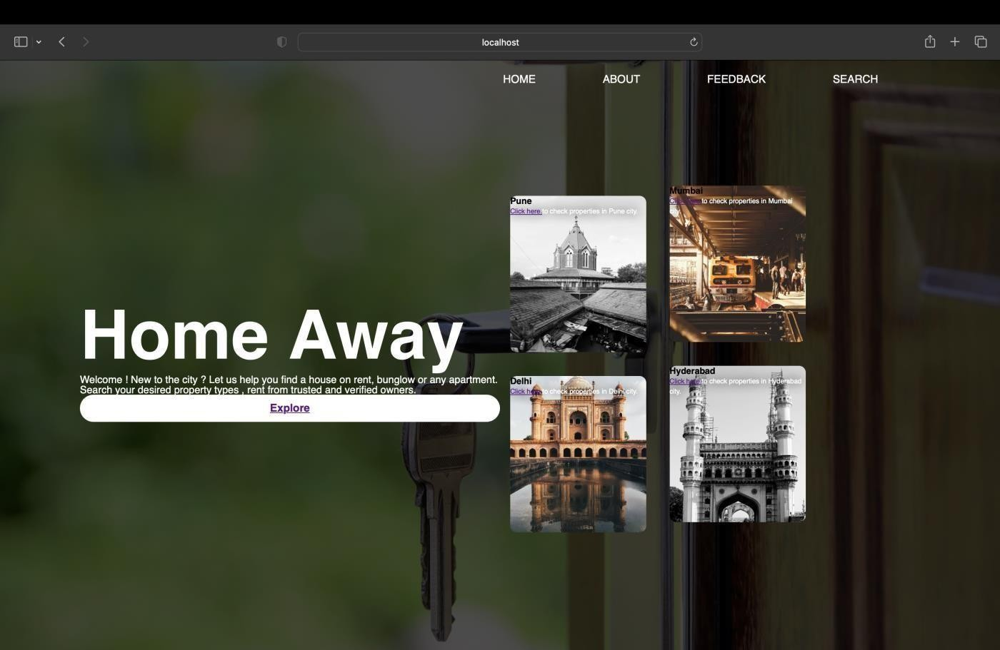 localhost
HOME ABOUT FEEDBACK SEARCH
Home Away
Welcome ! New to the city ? Let us help you find a house on rent, bunglow or any apartment.
Search your desired property types , rent from trusted and verified owners.
Explore
Pune
Click here to check properties in Pune city.
Mumbai
Click here to check properties in Mumbai
city.
Delhi
Click here to check properties in Delhi city.
Hyderabad
Click here to check properties in Hyderabad
city.